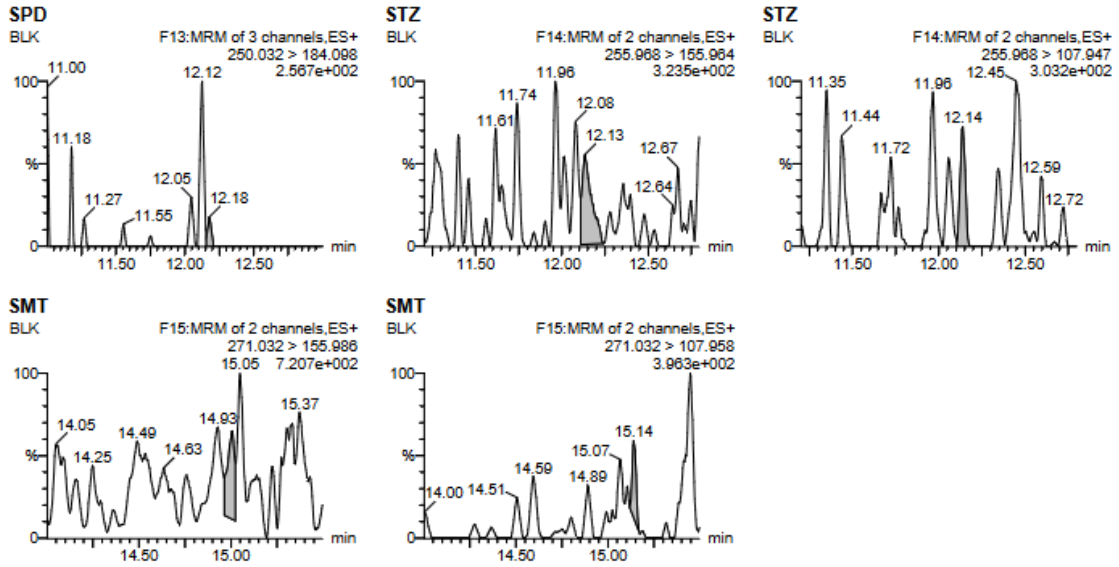 SPD
BLK
F13:MRM of 3 channels,ES+
250.032 > 184.098
2.567e+002
100
%
0
11.00
11.18
11.27
11.55
12.05
12.12
12.18
11.50 12.00 12.50
min
STZ
BLK
F14:MRM of 2 channels,ES+
255.968 > 155.964
3.235e+002
100
%
0
11.61
11.74
11.96
12.08
12.13
12.64
12.67
11.50 12.00 12.50
min
STZ
BLK
F14:MRM of 2 channels,ES+
255.968 > 107.947
3.032e+002
100
%
0
11.35
11.44
11.72
11.96
12.14
12.45
12.59
12.72
11.50 12.00 12.50
min
SMT
BLK
F15:MRM of 2 channels,ES+
271.032 > 155.986
7.207e+002
100
%
0
14.05
14.25
14.49
14.63
14.93
15.05
15.37
14.50 15.00
min
SMT
BLK
F15:MRM of 2 channels,ES+
271.032 > 107.958
3.963e+002
100
%
0
14.00
14.51
14.59
14.89
15.07
15.14
14.50 15.00
min